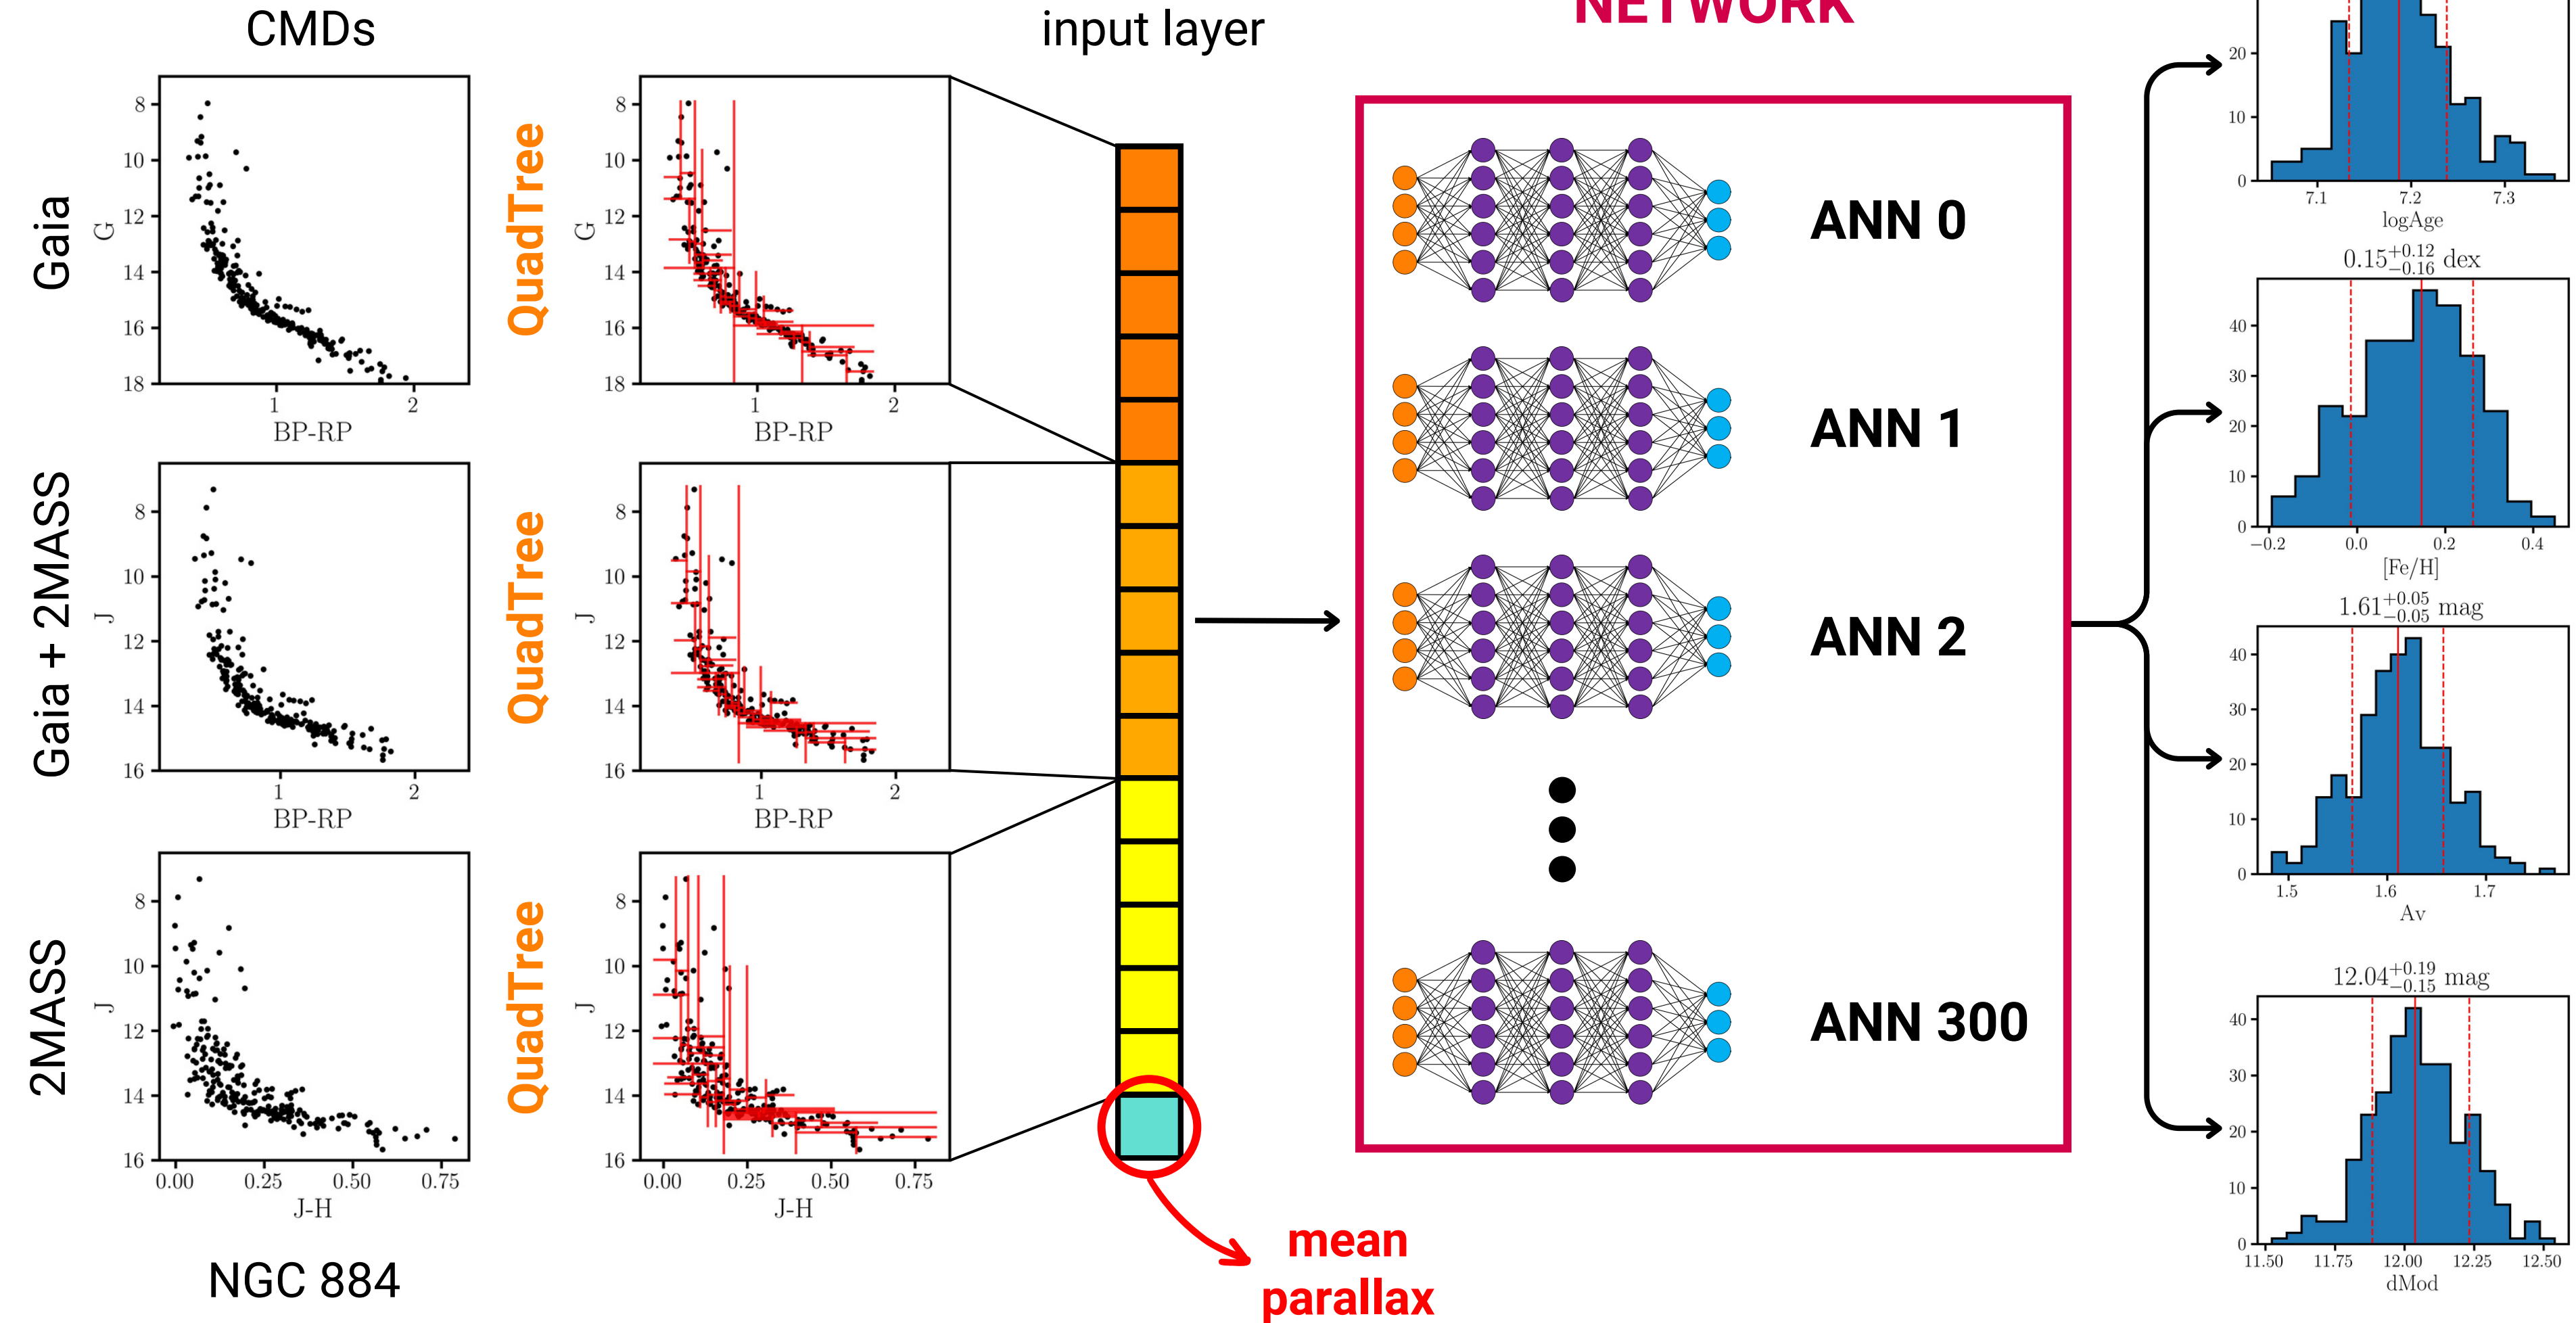 CMDs
input layer
NETWORK
Gaia
8
10
12
14
16
18
G
1
2
BP-RP
QuadTree
8
10
12
14
16
18
G
1
2
BP-RP
Gaia + 2MASS
8
10
12
14
16
J
1
2
BP-RP
QuadTree
8
10
12
14
16
J
1
2
BP-RP
2MASS
8
10
12
14
16
J
0.00 0.25 0.50 0.75
J-H
QuadTree
8
10
12
14
16
J
0.00 0.25 0.50 0.75
J-H
NGC 884
mean
parallax
ANN 0
ANN 1
ANN 2
ANN 300
20
10
0
7.1 7.2 7.3
logAge
0.15+0.12−0.16 dex
40
30
20
10
0
−0.2 0.0 0.2 0.4
[Fe/H]
1.61+0.05−0.05 mag
40
30
20
10
0
1.5 1.6 1.7
Av
12.04+0.19−0.15 mag
40
30
20
10
0
11.50 11.75 12.00 12.25 12.50
dMod